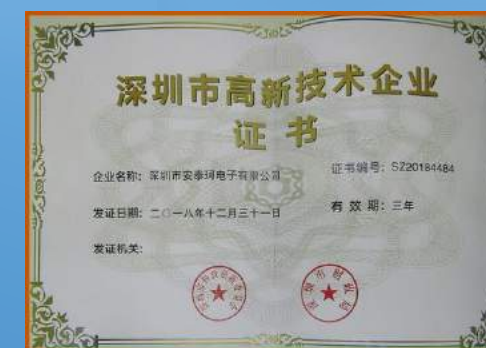 深圳市高新技术企业
证书
企业名称：深圳市安泰珂电子有限公司
证书编号：SZ20184484
发证日期：二〇一八年十二月三十一日
有效期：三年
发证机关：